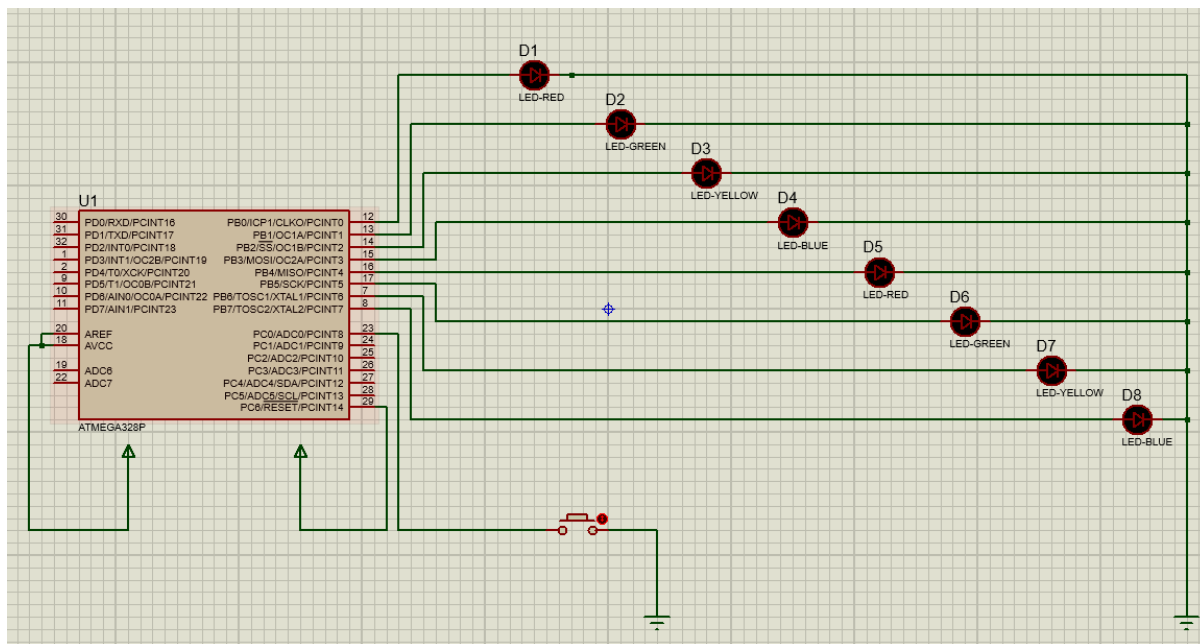 D1
LED-RED
D2
LED-GREEN
D3
LED-YELLOW
D4
LED-BLUE
D5
LED-RED
D6
LED-GREEN
D7
LED-YELLOW
D8
LED-BLUE
U1
30 PD0/RXD/PCINT16 PB0/ICP1/CLKO/PCINT0 12
31 PD1/TXD/PCINT17 PB1/OC1A/PCINT1 13
32 PD2/INT0/PCINT18 PB2/SS/OC1B/PCINT2 14
1 PD3/INT1/OC2B/PCINT19 PB3/MOSI/OC2A/PCINT3 15
2 PD4/T0/XCK/PCINT20 PB4/MISO/PCINT4 16
9 PD5/T1/OC0B/PCINT21 PB5/SCK/PCINT5 17
10 PD6/AIN0/OC0A/PCINT22 PB6/TOSC1/XTAL1/PCINT6 7
11 PD7/AIN1/PCINT23 PB7/TOSC2/XTAL2/PCINT7 8
20 AREF PC0/ADC0/PCINT8 23
18 AVCC PC1/ADC1/PCINT9 24
PC2/ADC2/PCINT10 25
19 ADC6 PC3/ADC3/PCINT11 26
22 ADC7 PC4/ADC4/SDA/PCINT12 27
PC5/ADC5/SCL/PCINT13 28
PC6/RESET/PCINT14 29
ATMEGA328P